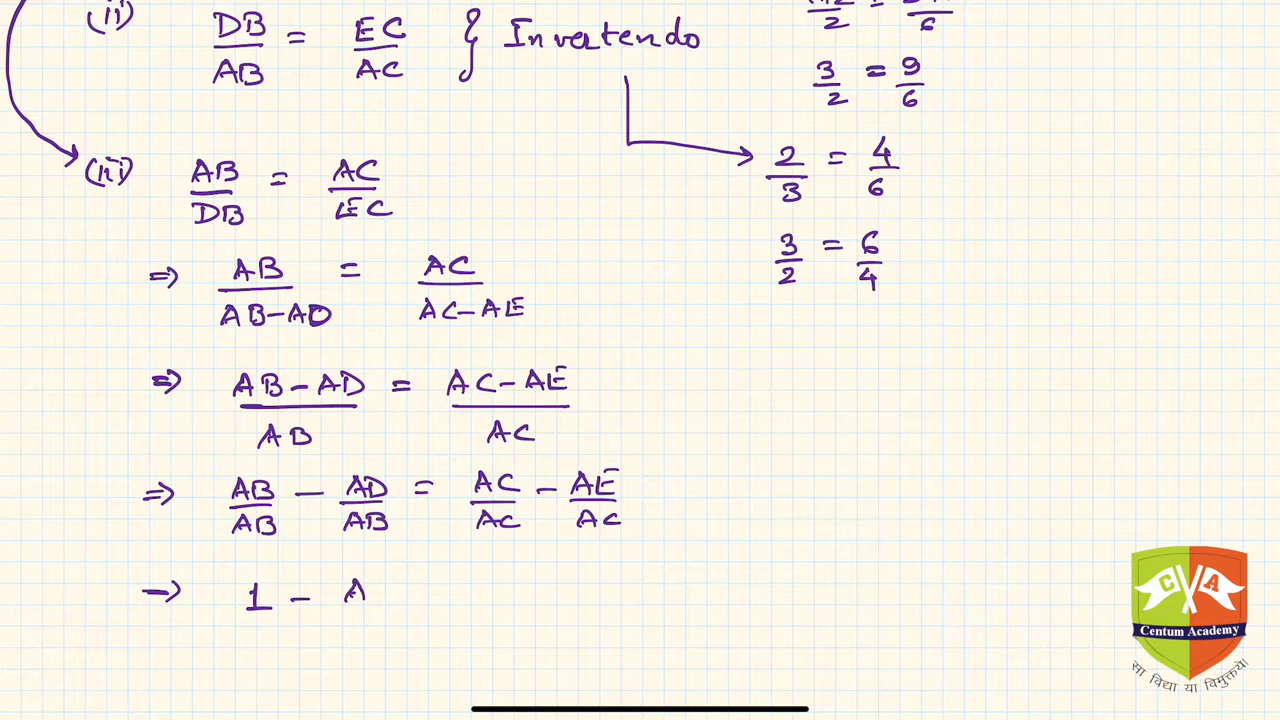 (ii) DB/AB = EC/AC } Invertendo
(iii) AB/DB = AC/EC
⇒ AB/AB-AD = AC/AC-AE
⇒ AB-AD/AB = AC-AE/AC
⇒ AB/AB - AD/AB = AC/AC - AE/AC
⇒ 1 - A
3/2 = 9/6
2/3 = 4/6
3/2 = 6/4
C A
Centum Academy
सा विद्या या विमुक्तये।